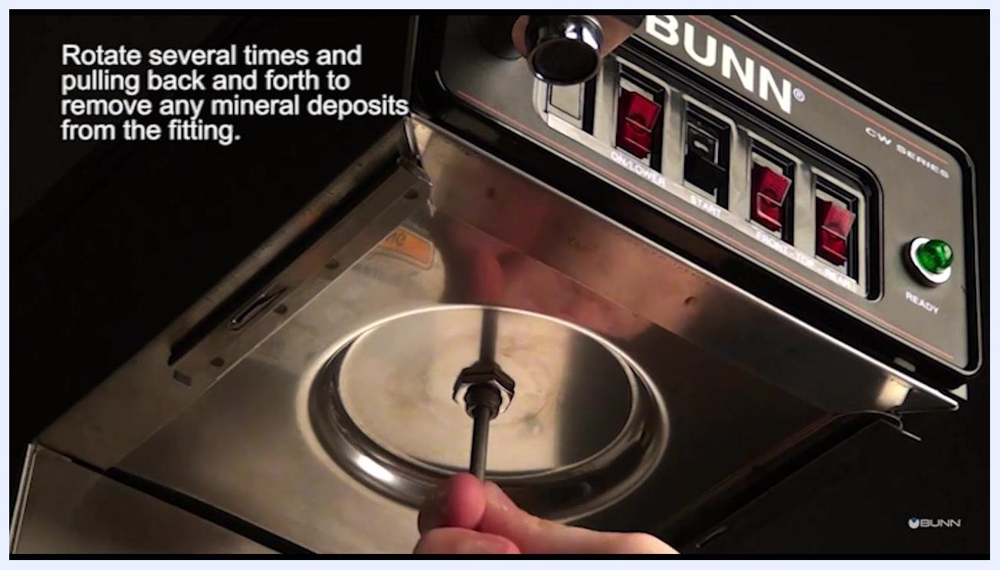 Rotate several times and
pulling back and forth to
remove any mineral deposits
from the fitting.
BUNN®
CW SERIES
ON/LOWER
START
FRONT - TOP - REAR
READY
BUNN